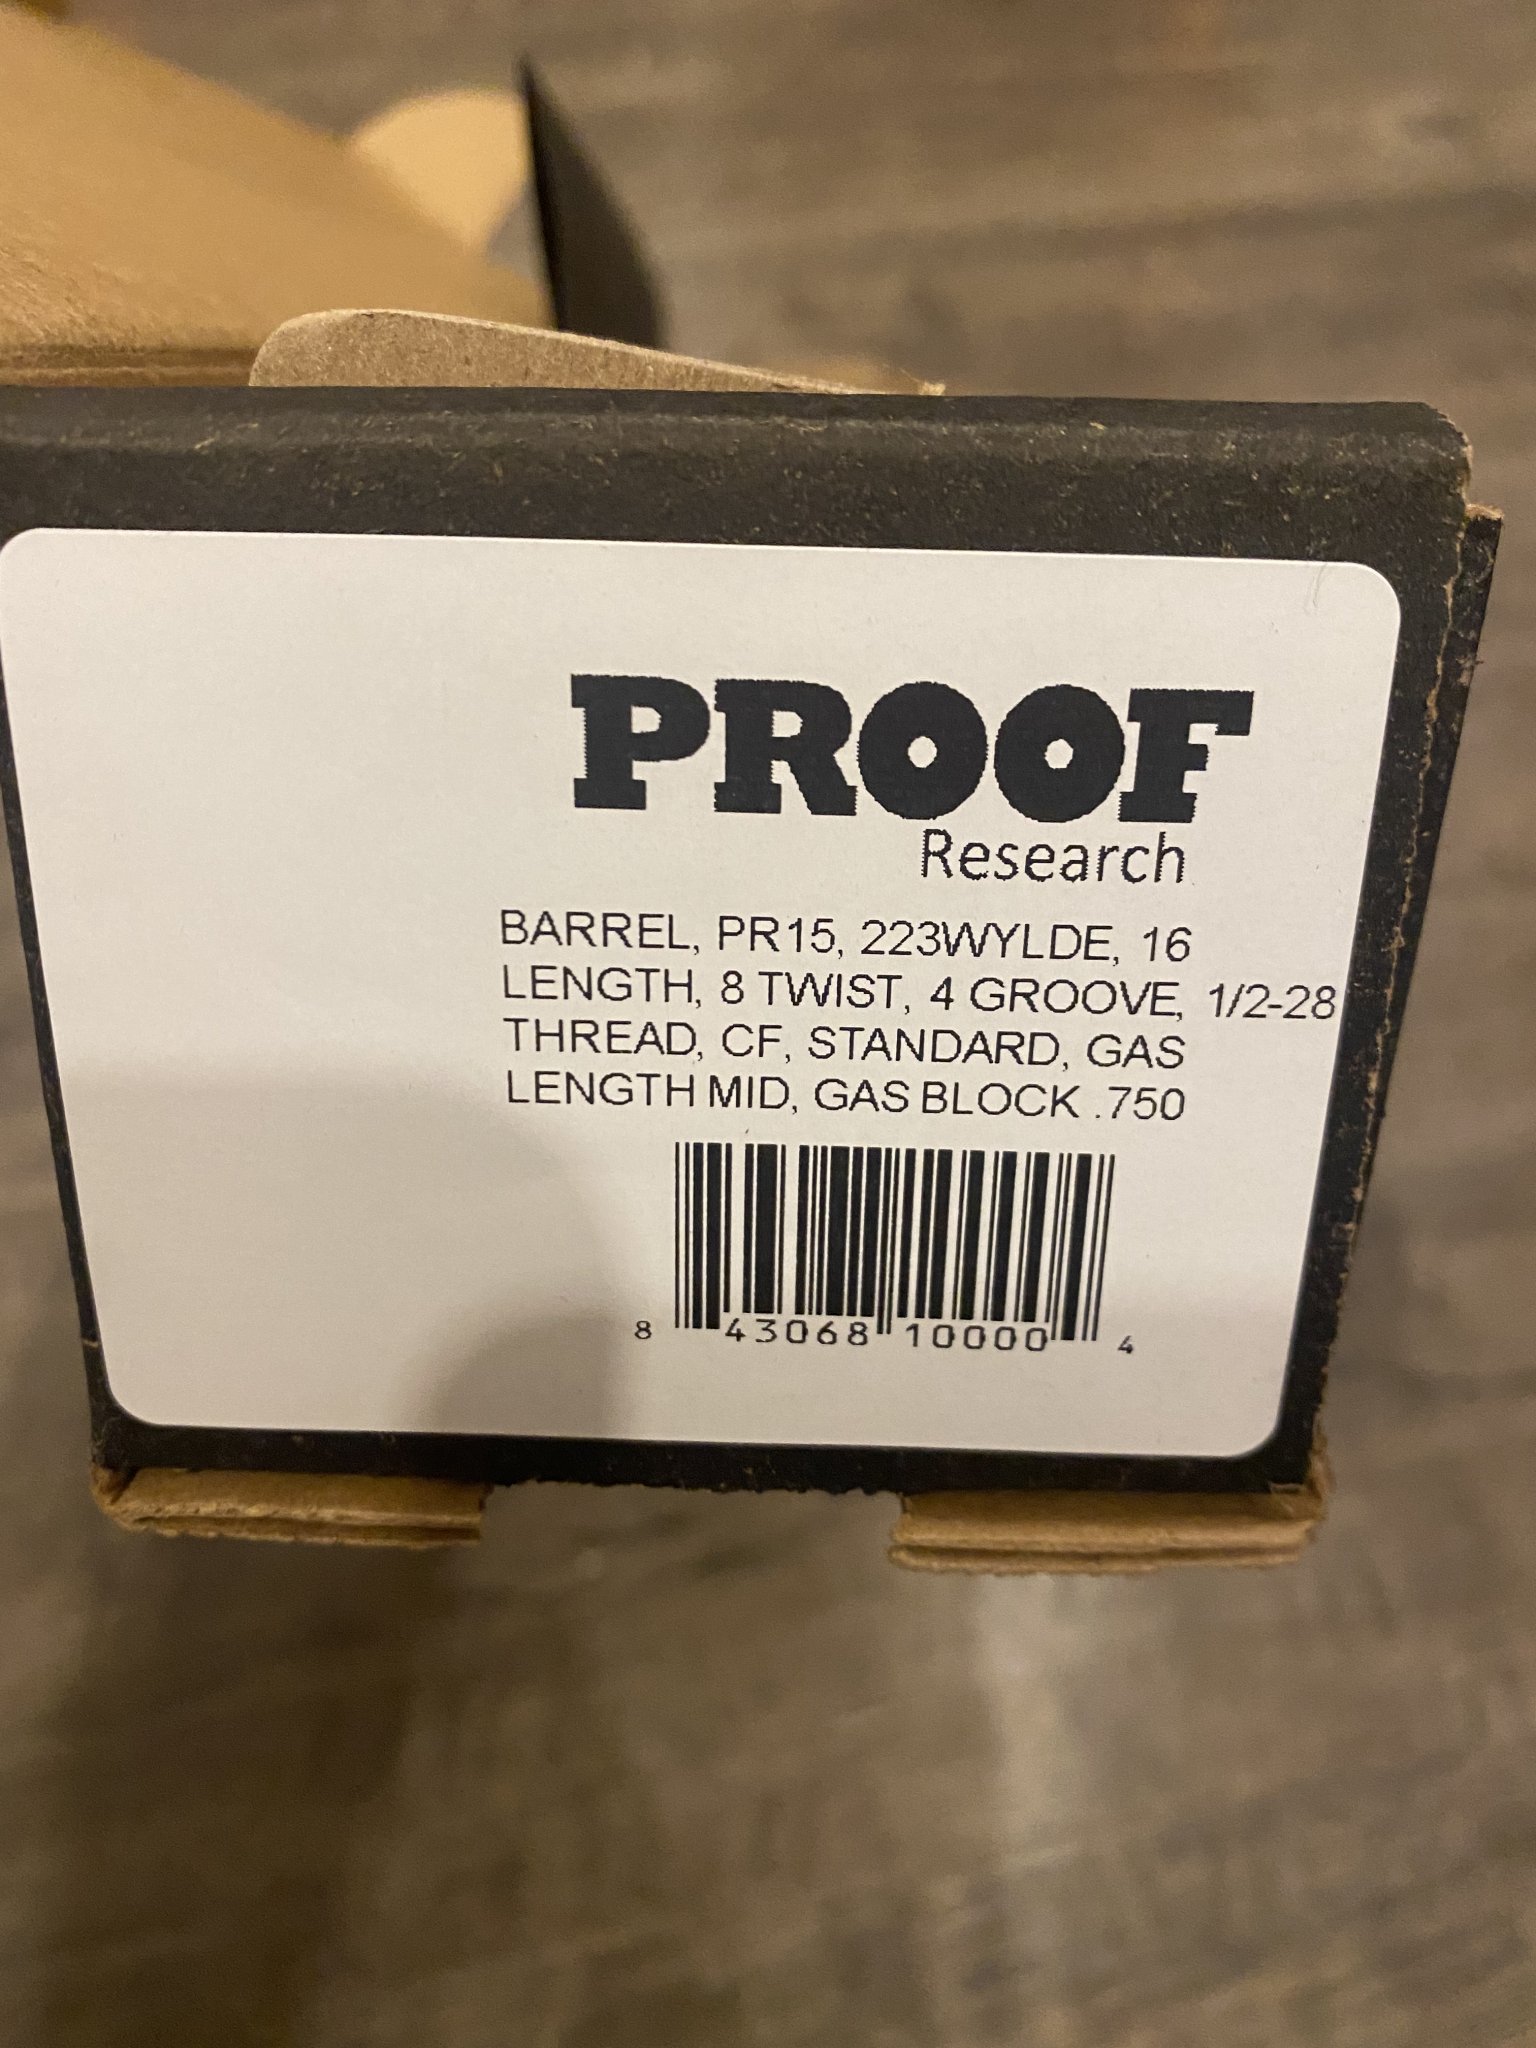 PROOF
Research
BARREL, PR15, 223WYLDE, 16
LENGTH, 8 TWIST, 4 GROOVE, 1/2-28
THREAD, CF, STANDARD, GAS
LENGTH MID, GAS BLOCK .750
8 43068 10000 4